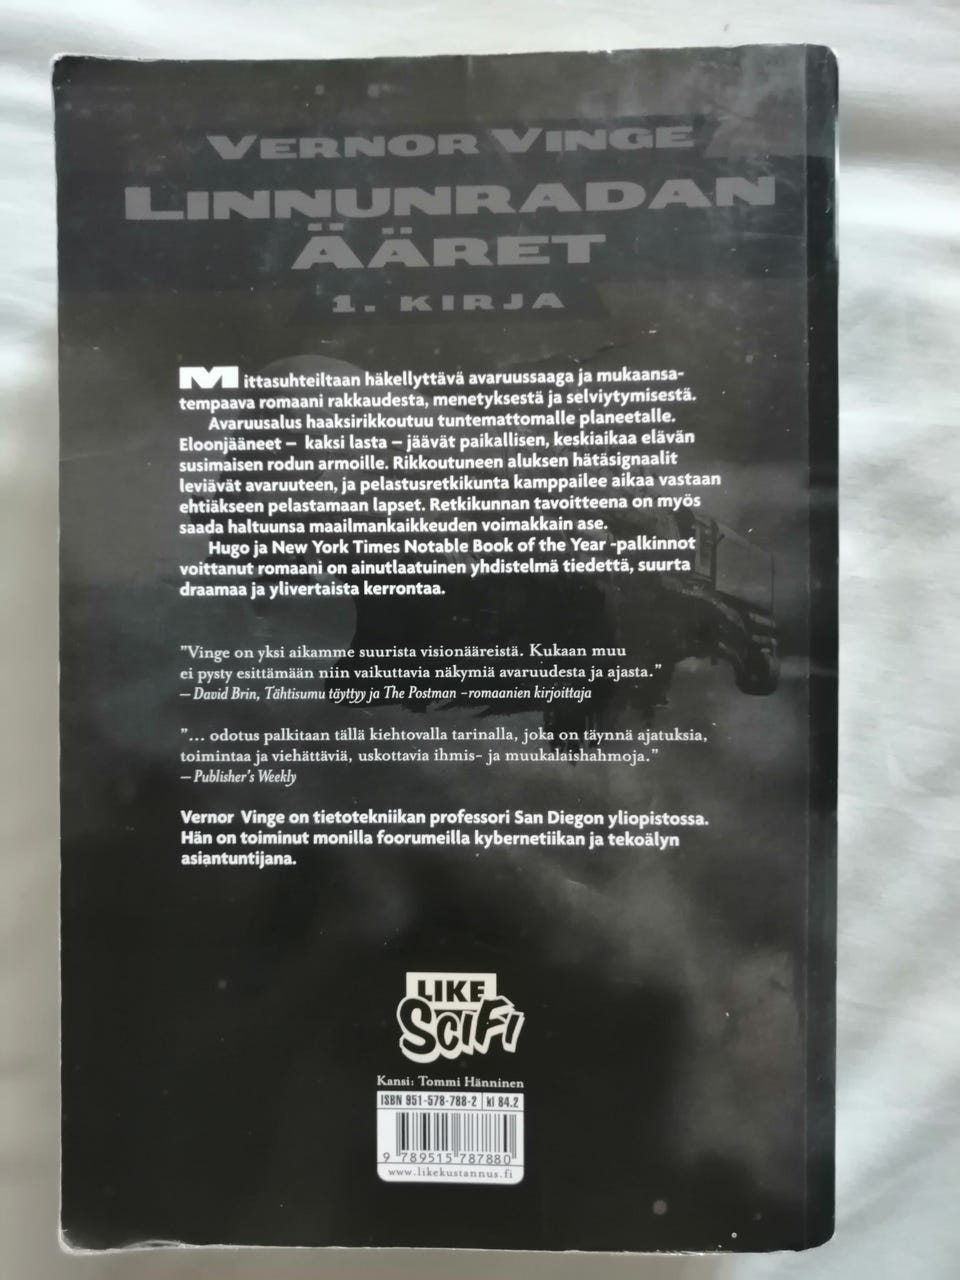 VERNOR VINGE
LINNUNRADAN
ÄÄRET
1. KIRJA
Mittasuhteiltaan häkellyttävä avaruussaaga ja mukaansa-
tempaava romaani rakkaudesta, menetyksestä ja selviytymisestä.
Avaruusalus haaksirikkoutuu tuntemattomalle planeetalle.
Eloonjääneet – kaksi lasta – jäävät paikallisen, keskiaikaa elävän
susimaisen rodun armoille. Rikkoutuneen aluksen hätäsignaalit
leviävät avaruuteen, ja pelastusretkikunta kamppailee aikaa vastaan
ehtiäkseen pelastamaan lapset. Retkikunnan tavoitteena on myös
saada haltuunsa maailmankaikkeuden voimakkain ase.
Hugo ja New York Times Notable Book of the Year -palkinnot
voittanut romaani on ainutlaatuinen yhdistelmä tiedettä, suurta
draamaa ja ylivertaista kerrontaa.
”Vinge on yksi aikamme suurista visionääreistä. Kukaan muu
ei pysty esittämään niin vaikuttavia näkymiä avaruudesta ja ajasta.”
– David Brin, Tähtisumu täyttyy ja The Postman -romaanien kirjoittaja
”... odotus palkitaan tällä kiehtovalla tarinalla, joka on täynnä ajatuksia,
toimintaa ja viehättäviä, uskottavia ihmis- ja muukalaishahmoja.”
– Publisher's Weekly
Vernor Vinge on tietotekniikan professori San Diegon yliopistossa.
Hän on toiminut monilla foorumeilla kybernetiikan ja tekoälyn
asiantuntijana.
LIKE
SCIFI
Kansi: Tommi Hänninen
ISBN 951-578-788-2 kl 84.2
9 789515 787880
www.likekustannus.fi